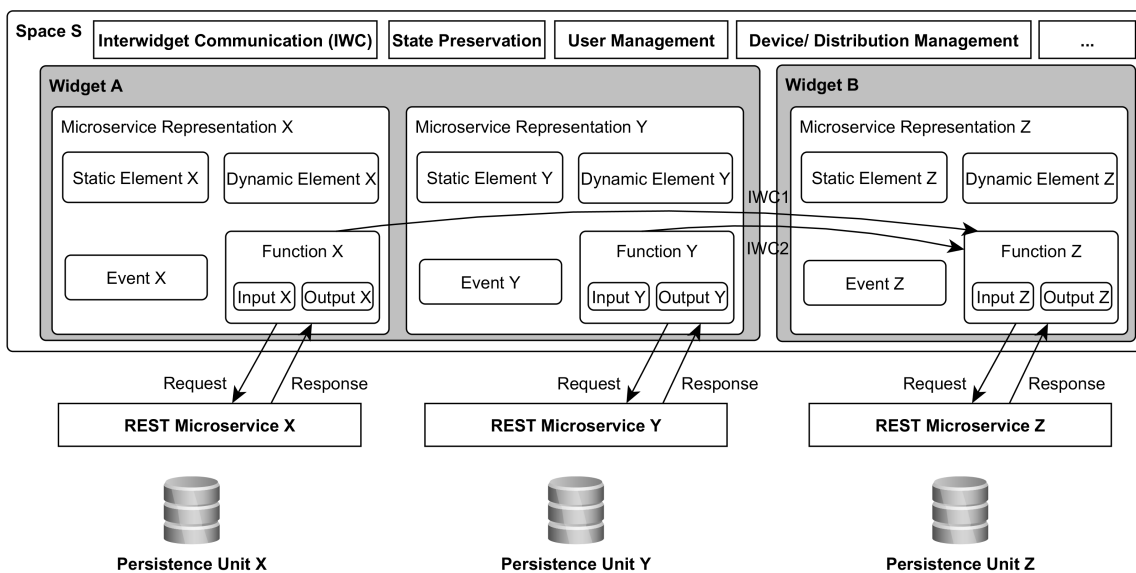 Space S
Interwidget Communication (IWC) State Preservation User Management Device/ Distribution Management ...
Widget A Widget B
Microservice Representation X Microservice Representation Y Microservice Representation Z
Static Element X Dynamic Element X Static Element Y Dynamic Element Y Static Element Z Dynamic Element Z
IWC1
IWC2
Function X Function Y Function Z
Event X Event Y Event Z
Input X Output X Input Y Output Y Input Z Output Z
Request Response Request Response Request Response
REST Microservice X REST Microservice Y REST Microservice Z
Persistence Unit X Persistence Unit Y Persistence Unit Z